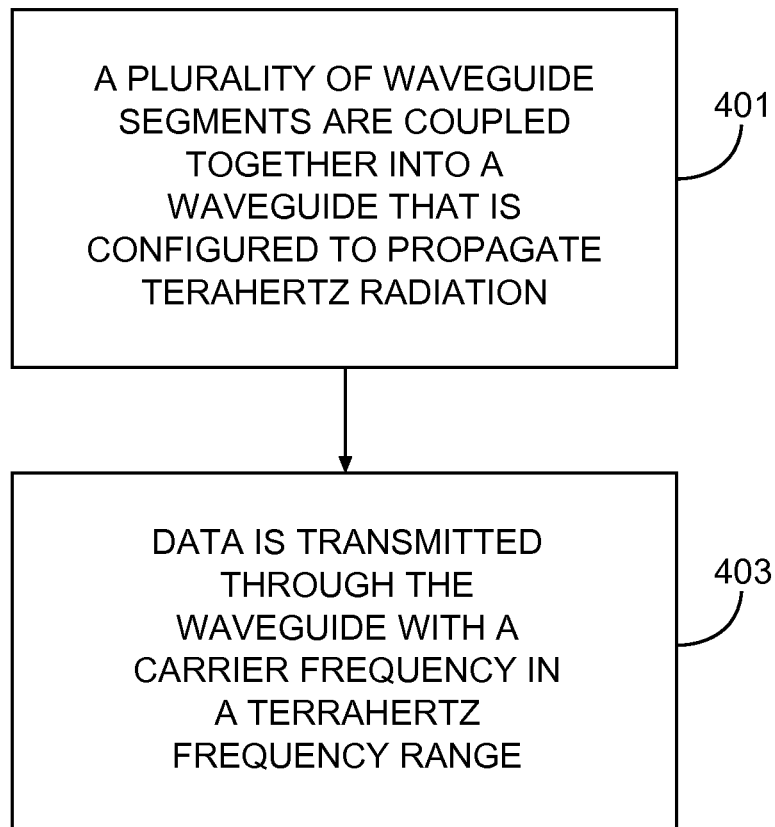 A PLURALITY OF WAVEGUIDE
SEGMENTS ARE COUPLED
TOGETHER INTO A
WAVEGUIDE THAT IS
CONFIGURED TO PROPAGATE
TERAHERTZ RADIATION
401
DATA IS TRANSMITTED
THROUGH THE
WAVEGUIDE WITH A
CARRIER FREQUENCY IN
A TERRAHERTZ
FREQUENCY RANGE
403